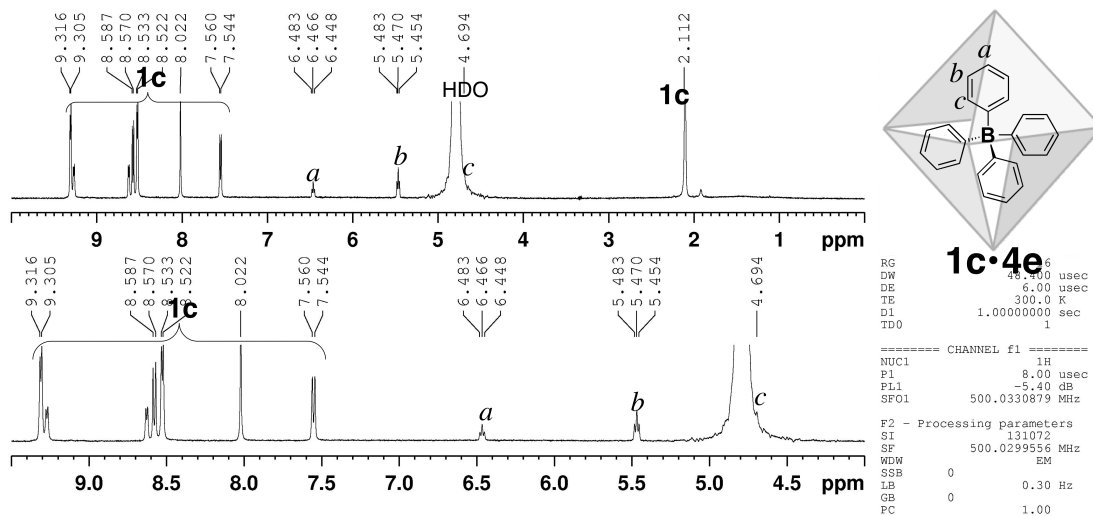 9.316
9.305
8.587
8.570
8.533
8.522
8.022
7.560
7.544
6.483
6.466
6.448
5.483
5.470
5.454
4.694
2.112
1c
HDO
1c
a
b
c
9 8 7 6 5 4 3 2 1 ppm
9.316
9.305
8.587
8.570
8.533
8.522
8.022
7.560
7.544
6.483
6.466
6.448
5.483
5.470
5.454
4.694
1c
a
b
c
9.0 8.5 8.0 7.5 7.0 6.5 6.0 5.5 5.0 4.5 ppm
a
b
c
B
1c•4e
RG 6
DW 48.400 usec
DE 6.00 usec
TE 300.0 K
D1 1.00000000 sec
TD0 1
======== CHANNEL f1 ========
NUC1 1H
P1 8.00 usec
PL1 -5.40 dB
SFO1 500.0330879 MHz
F2 - Processing parameters
SI 131072
SF 500.0299556 MHz
WDW EM
SSB 0
LB 0.30 Hz
GB 0
PC 1.00